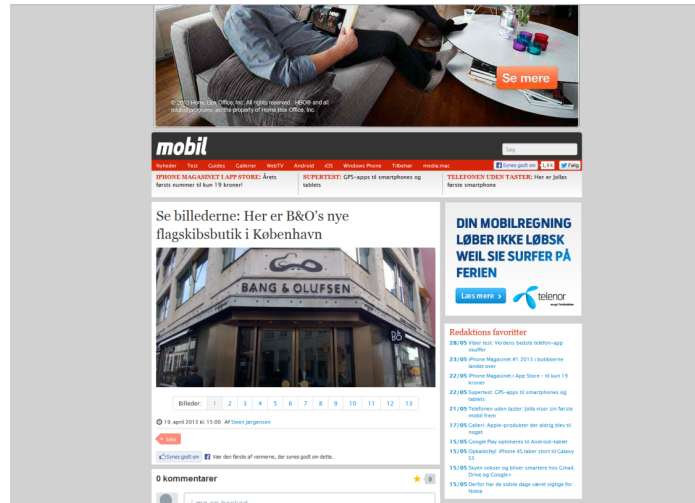 Se mere
© 2013 Home Box Office, Inc. All rights reserved. HBO® and all
related programs are the property of Home Box Office, Inc.
mobil
Søg
Nyheder Test Guides Gallerier WebTV Android iOS Windows Phone Tilbehør media:mac
Synes godt om Følg
IPHONE MAGASINET I APP STORE: Årets
første nummer til kun 19 kroner!
SUPERTEST: GPS-apps til smartphones og
tablets
TELEFONEN UDEN TASTER: Her er Jollas
første smartphone
Se billederne: Her er B&O's nye
flagskibsbutik i København
BANG & OLUFSEN
B&O
Billeder: 1 2 3 4 5 6 7 8 9 10 11 12 13
19. april 2013 kl. 15:00 Af Steen Jørgensen
Synes godt om Vær den første af vennerne, der synes godt om dette.
0 kommentarer
0
DIN MOBILREGNING
LØBER IKKE LØBSK
WEIL SIE SURFER PÅ
FERIEN
Læs mere
telenor
Redaktions favoritter
28/05 Viber test: Verdens bedste telefon-app
skuffer
23/05 iPhone Magasinet #1 2013 i butikkerne
landet over
22/05 iPhone Magasinet i App Store - til kun 19
kroner
22/05 Supertest: GPS-apps til smartphones og
tablets
21/05 Telefonen uden taster: Jolla viser sin første
mobil frem
17/05 Galleri: Apple-produkter der aldrig blev til
noget
15/05 Google Play optimeres til Android-tablet
15/05 Opkaldsfejl: iPhone 4S taber stort til Galaxy
S3
15/05 Skyen vokser og bliver smartere hos Gmail,
Drive og Google+
15/05 Derfor har de sidste dage været vigtige for
Nokia